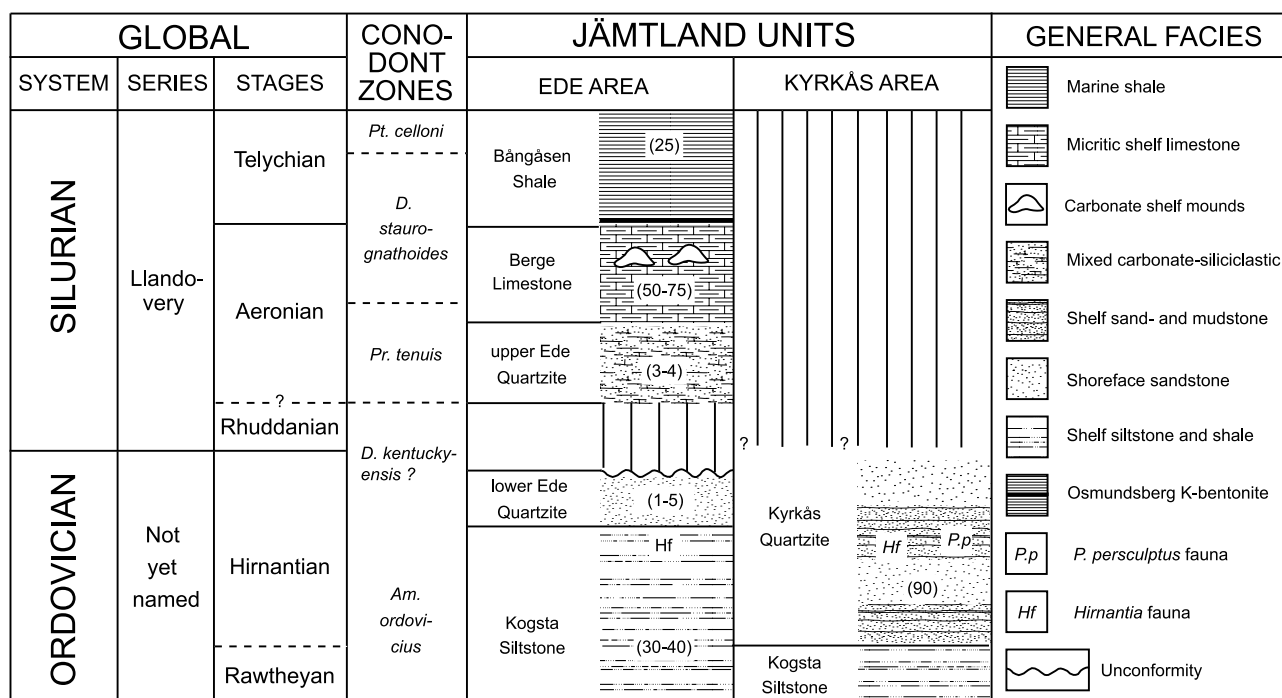 GLOBAL
CONO-
DONT
ZONES
JÄMTLAND UNITS
GENERAL FACIES
SYSTEM
SERIES
STAGES
EDE AREA
KYRKÅS AREA
SILURIAN
ORDOVICIAN
Llando-
very
Not
yet
named
Telychian
Aeronian
?
Rhuddanian
Hirnantian
Rawtheyan
Pt. celloni
D.
stauro-
gnathoides
Pr. tenuis
D. kentucky-
ensis ?
Am.
ordovi-
cius
Bångåsen
Shale
(25)
Berge
Limestone
(50-75)
upper Ede
Quartzite
(3-4)
lower Ede
Quartzite
(1-5)
Kogsta
Siltstone
Hf
(30-40)
? ?
Kyrkås
Quartzite
Hf P.p
(90)
Kogsta
Siltstone
Marine shale
Micritic shelf limestone
Carbonate shelf mounds
Mixed carbonate-siliciclastic
Shelf sand- and mudstone
Shoreface sandstone
Shelf siltstone and shale
Osmundsberg K-bentonite
P.p P. persculptus fauna
Hf Hirnantia fauna
Unconformity